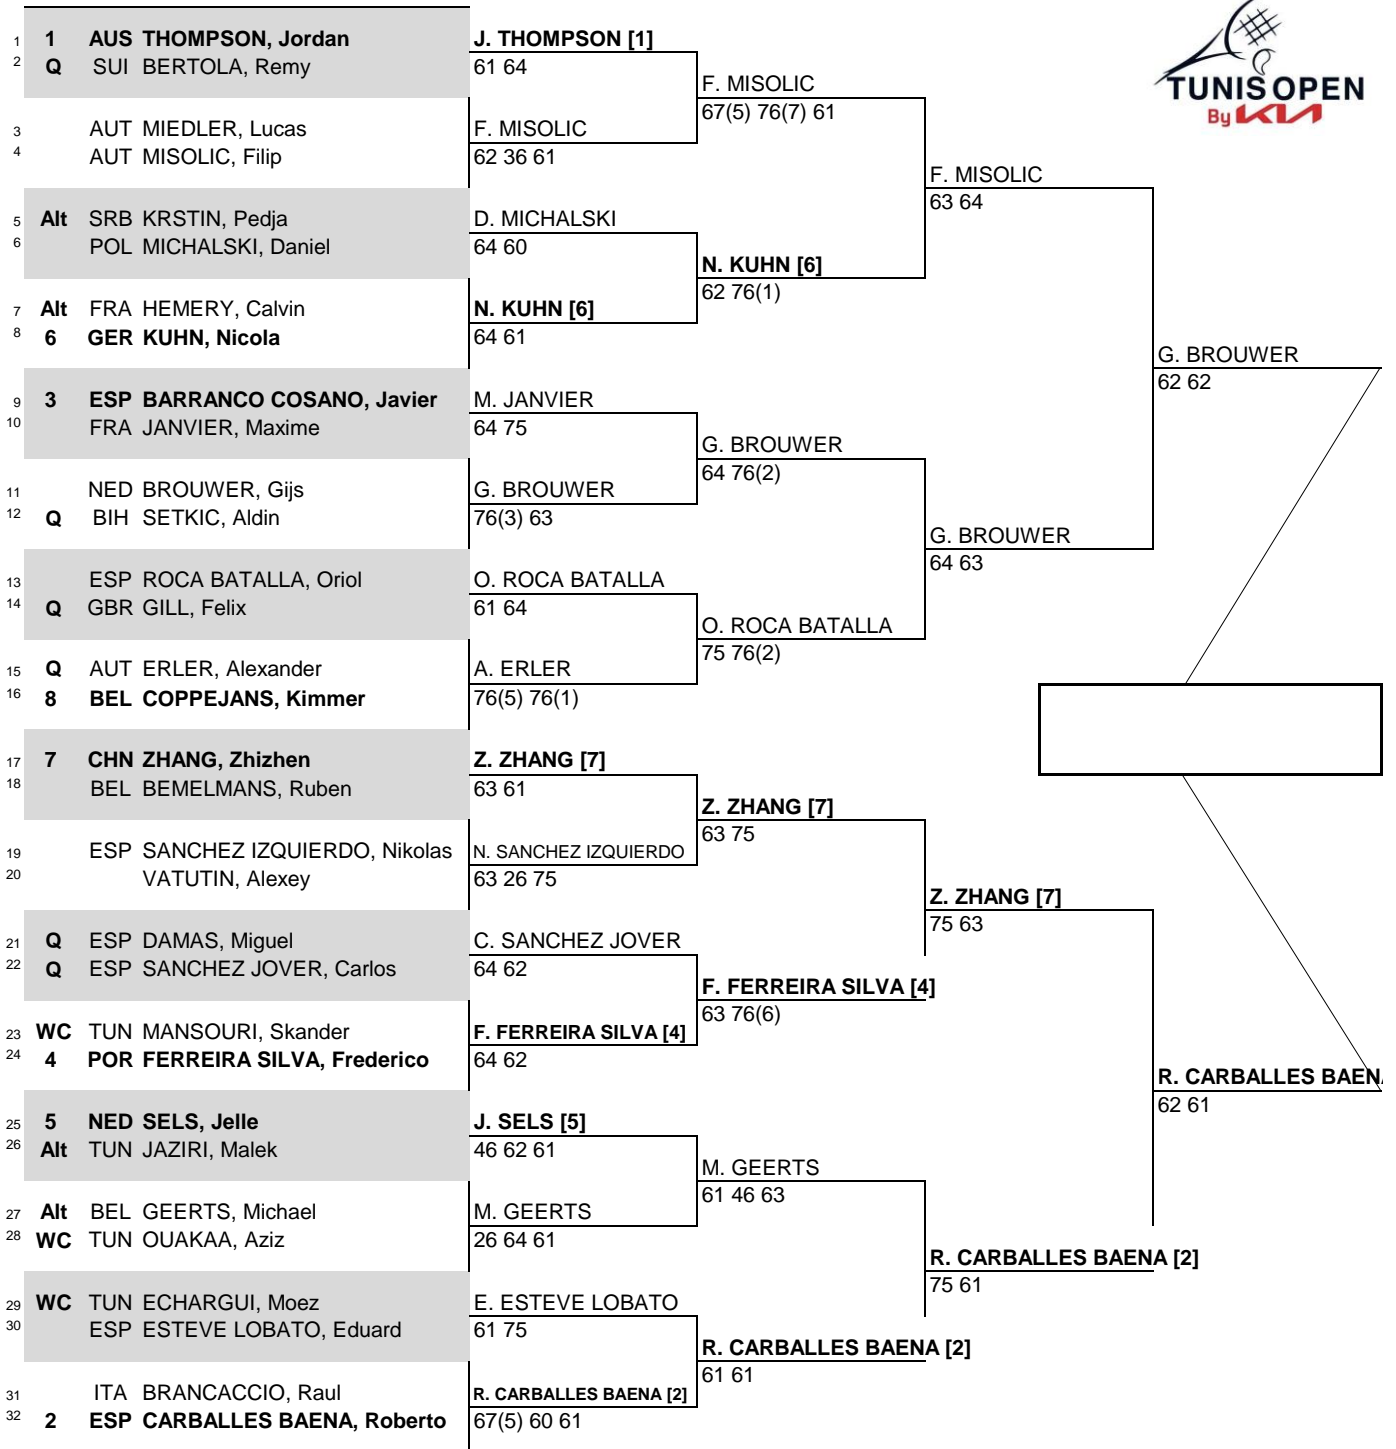 1 1 AUS THOMPSON, Jordan J. THOMPSON [1]
2 Q SUI BERTOLA, Remy 61 64
F. MISOLIC
67(5) 76(7) 61
TUNIS OPEN
By KIA
3 AUT MIEDLER, Lucas F. MISOLIC
4 AUT MISOLIC, Filip 62 36 61
F. MISOLIC
63 64
5 Alt SRB KRSTIN, Pedja D. MICHALSKI
6 POL MICHALSKI, Daniel 64 60
N. KUHN [6]
62 76(1)
7 Alt FRA HEMERY, Calvin N. KUHN [6]
8 6 GER KUHN, Nicola 64 61
G. BROUWER
62 62
9 3 ESP BARRANCO COSANO, Javier M. JANVIER
10 FRA JANVIER, Maxime 64 75
G. BROUWER
64 76(2)
11 NED BROUWER, Gijs G. BROUWER
12 Q BIH SETKIC, Aldin 76(3) 63
G. BROUWER
64 63
13 ESP ROCA BATALLA, Oriol O. ROCA BATALLA
14 Q GBR GILL, Felix 61 64
O. ROCA BATALLA
75 76(2)
15 Q AUT ERLER, Alexander A. ERLER
16 8 BEL COPPEJANS, Kimmer 76(5) 76(1)
17 7 CHN ZHANG, Zhizhen Z. ZHANG [7]
18 BEL BEMELMANS, Ruben 63 61
Z. ZHANG [7]
63 75
19 ESP SANCHEZ IZQUIERDO, Nikolas N. SANCHEZ IZQUIERDO
20 VATUTIN, Alexey 63 26 75
Z. ZHANG [7]
75 63
21 Q ESP DAMAS, Miguel C. SANCHEZ JOVER
22 Q ESP SANCHEZ JOVER, Carlos 64 62
F. FERREIRA SILVA [4]
63 76(6)
23 WC TUN MANSOURI, Skander F. FERREIRA SILVA [4]
24 4 POR FERREIRA SILVA, Frederico 64 62
R. CARBALLES BAENA
62 61
25 5 NED SELS, Jelle J. SELS [5]
26 Alt TUN JAZIRI, Malek 46 62 61
M. GEERTS
61 46 63
27 Alt BEL GEERTS, Michael M. GEERTS
28 WC TUN OUAKAA, Aziz 26 64 61
R. CARBALLES BAENA [2]
75 61
29 WC TUN ECHARGUI, Moez E. ESTEVE LOBATO
30 ESP ESTEVE LOBATO, Eduard 61 75
R. CARBALLES BAENA [2]
61 61
31 ITA BRANCACCIO, Raul R. CARBALLES BAENA [2]
32 2 ESP CARBALLES BAENA, Roberto 67(5) 60 61